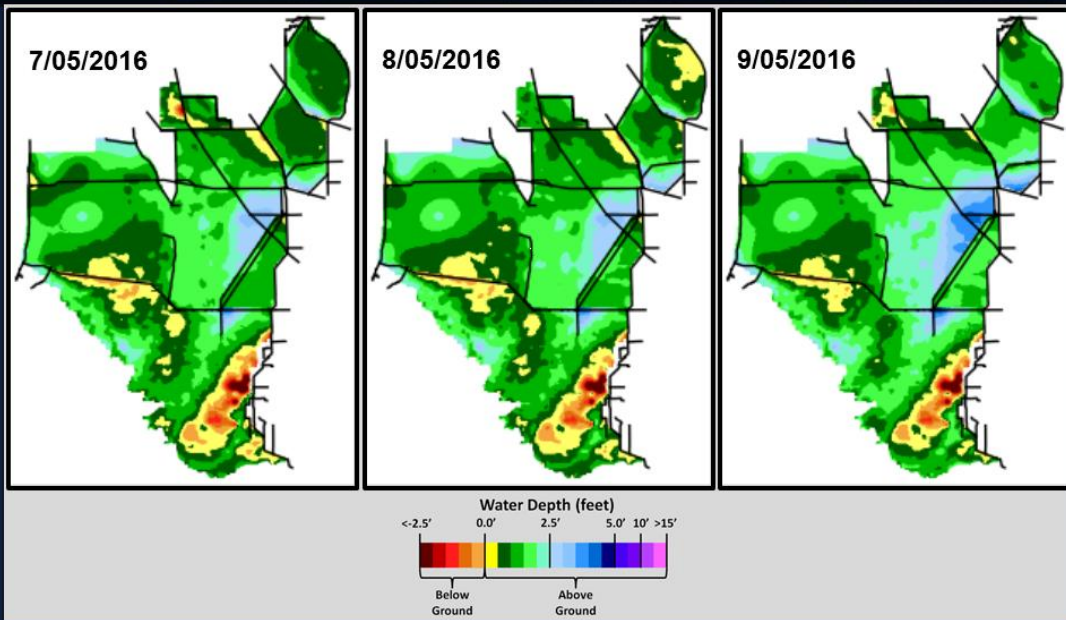 7/05/2016
8/05/2016
9/05/2016
Water Depth (feet)
<-2.5' 0.0' 2.5' 5.0' 10' >15'
Below Ground
Above Ground